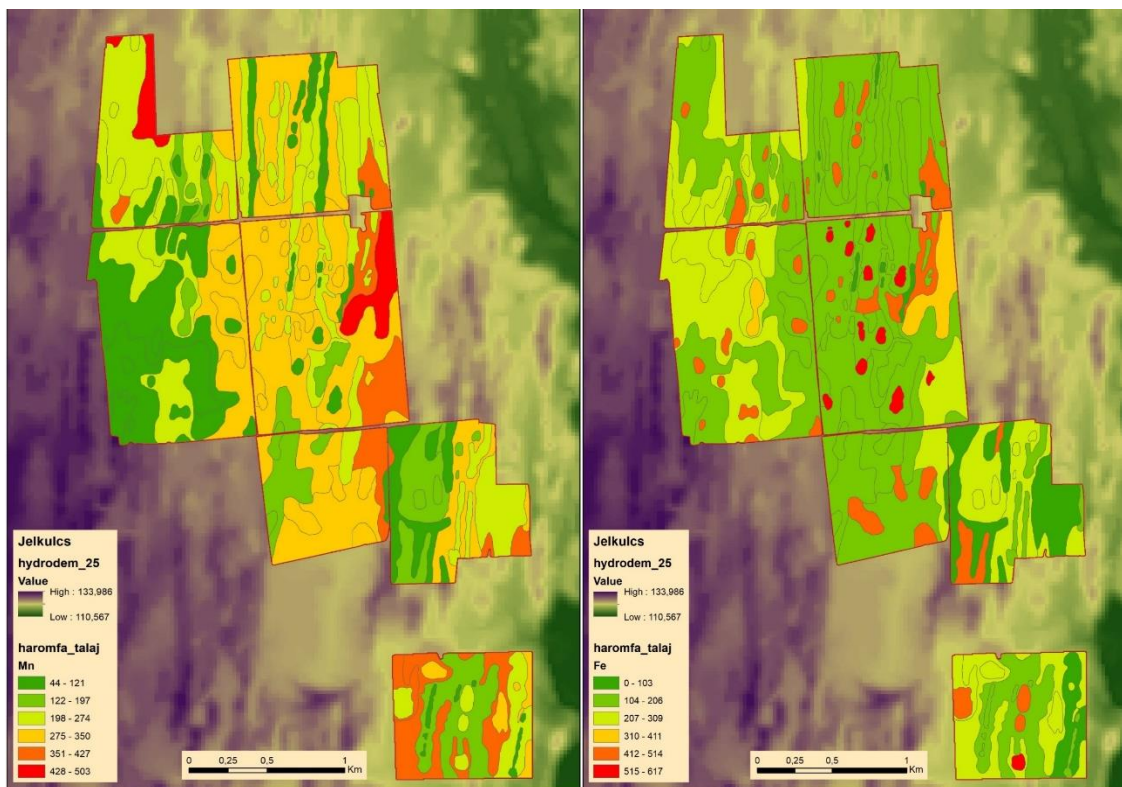 Jelkulcs
hydrodem_25
Value
High : 133,986
Low : 110,567
haromfa_talaj
Mn
44 - 121
122 - 197
198 - 274
275 - 350
351 - 427
428 - 503
0 0,25 0,5 1
Km
Jelkulcs
hydrodem_25
Value
High : 133,986
Low : 110,567
haromfa_talaj
Fe
0 - 103
104 - 206
207 - 309
310 - 411
412 - 514
515 - 617
0 0,25 0,5 1
Km